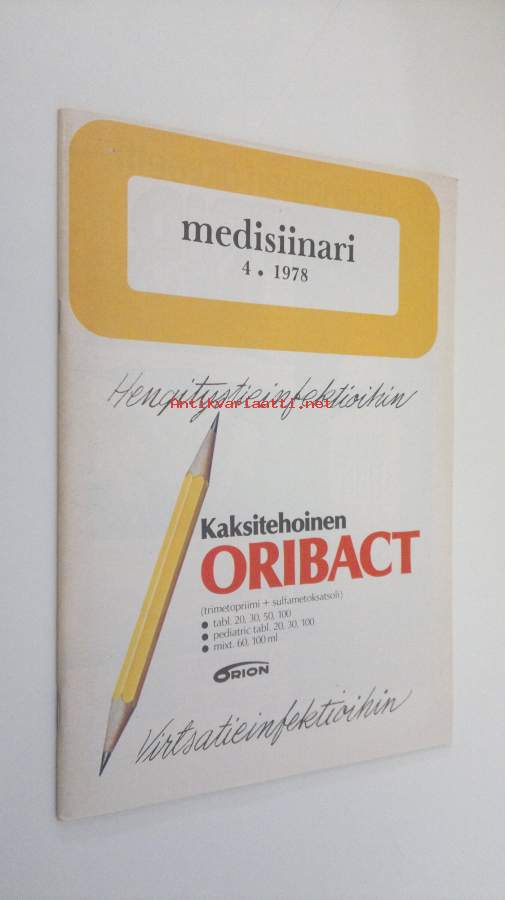 medisiinari
4 . 1978
Hengitystieinfektioihin
Antikvariaatti.net
Kaksitehoinen
ORIBACT
(trimetopriimi + sulfametoksatsoli)
● tabl. 20, 30, 50, 100
● pediatric tabl. 20, 30, 100
● mixt. 60, 100 ml
ORION
Virtsatieinfektioihin